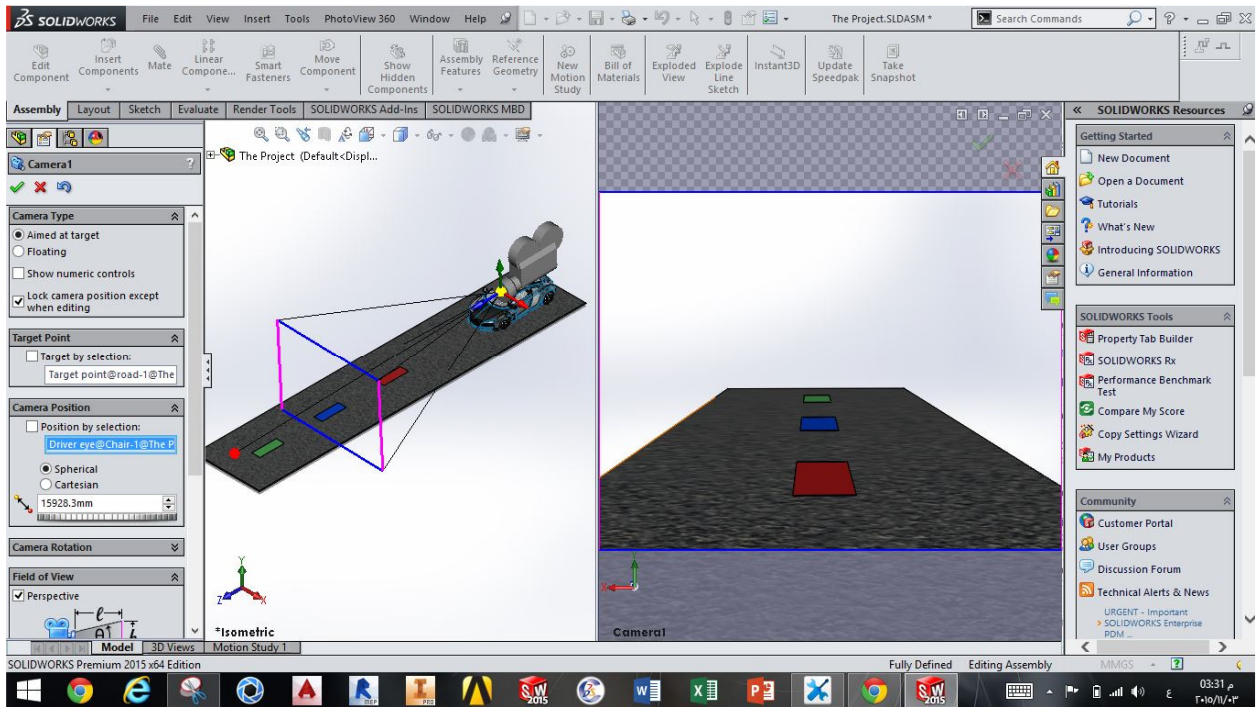 SOLIDWORKS File Edit View Insert Tools PhotoView 360 Window Help The Project.SLDASM * Search Commands
Edit Component
Insert Components
Mate
Linear Compone...
Smart Fasteners
Move Component
Show Hidden Components
Assembly Features
Reference Geometry
New Motion Study
Bill of Materials
Exploded View
Explode Line Sketch
Instant3D
Update Speedpak
Take Snapshot
Assembly Layout Sketch Evaluate Render Tools SOLIDWORKS Add-Ins SOLIDWORKS MBD
Camera1 ?
Camera Type
Aimed at target
Floating
Show numeric controls
Lock camera position except
when editing
Target Point
Target by selection:
Target point@road-1@The
Camera Position
Position by selection:
Driver eye@Chair-1@The P
Spherical
Cartesian
15928.3mm
Camera Rotation
Field of View
Perspective
ℓ
The Project (Default<Displ...
Y
Z
X
*Isometric
Y
X
Camera1
SOLIDWORKS Resources
Getting Started
New Document
Open a Document
Tutorials
What's New
Introducing SOLIDWORKS
General Information
SOLIDWORKS Tools
Property Tab Builder
SOLIDWORKS Rx
Performance Benchmark
Test
Compare My Score
Copy Settings Wizard
My Products
Community
Customer Portal
User Groups
Discussion Forum
Technical Alerts & News
URGENT - Important
SOLIDWORKS Enterprise
PDM ...
Model 3D Views Motion Study 1
SOLIDWORKS Premium 2015 x64 Edition Fully Defined Editing Assembly MMGS
MEP
PRO
SW 2015
SW 2015
ع
03:31 م
٢٠١٥/١١/٠٣